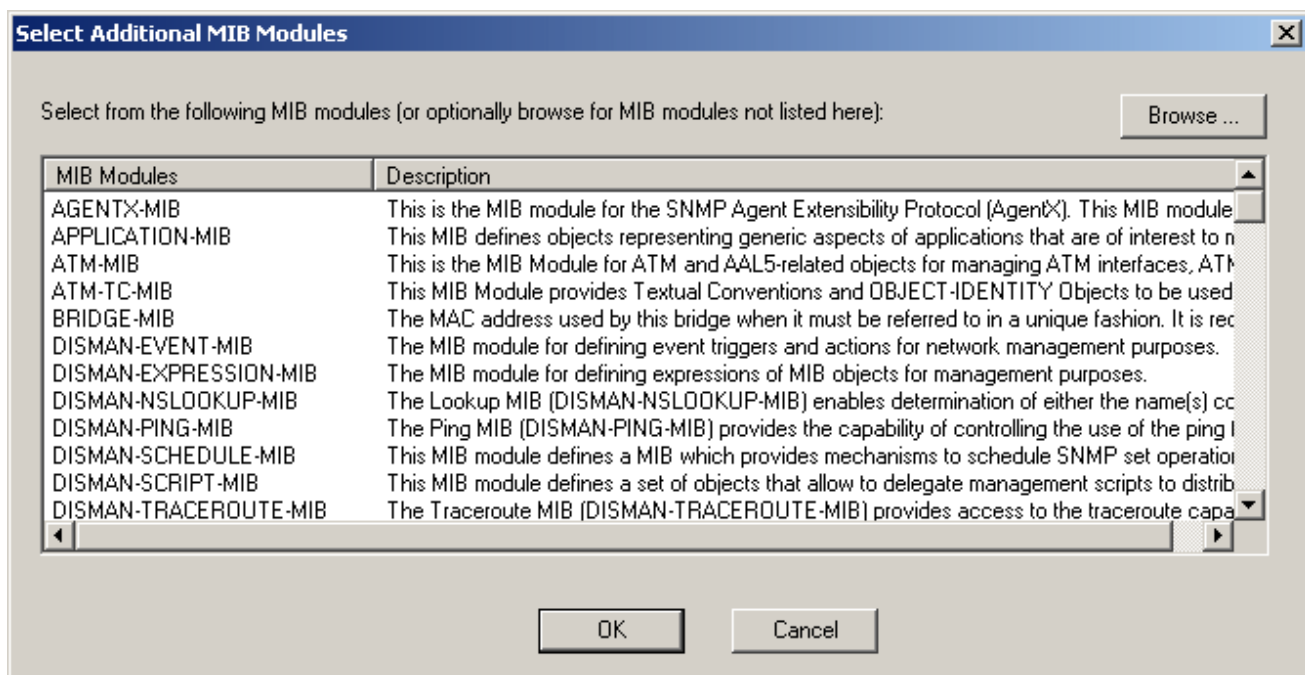 Select Additional MIB Modules
Select from the following MIB modules (or optionally browse for MIB modules not listed here):
Browse ...
MIB Modules Description
AGENTX-MIB This is the MIB module for the SNMP Agent Extensibility Protocol (AgentX). This MIB module
APPLICATION-MIB This MIB defines objects representing generic aspects of applications that are of interest to
ATM-MIB This is the MIB Module for ATM and AAL5-related objects for managing ATM interfaces,
ATM-TC-MIB This MIB Module provides Textual Conventions and OBJECT-IDENTITY Objects to be used
BRIDGE-MIB The MAC address used by this bridge when it must be referred to in a unique fashion. It is
DISMAN-EVENT-MIB The MIB module for defining event triggers and actions for network management purposes.
DISMAN-EXPRESSION-MIB The MIB module for defining expressions of MIB objects for management purposes.
DISMAN-NSLOOKUP-MIB The Lookup MIB (DISMAN-NSLOOKUP-MIB) enables determination of either the name(s)
DISMAN-PING-MIB The Ping MIB (DISMAN-PING-MIB) provides the capability of controlling the use of the ping
DISMAN-SCHEDULE-MIB This MIB module defines a MIB which provides mechanisms to schedule SNMP set
DISMAN-SCRIPT-MIB This MIB module defines a set of objects that allow to delegate management scripts to
DISMAN-TRACEROUTE-MIB The Traceroute MIB (DISMAN-TRACEROUTE-MIB) provides access to the traceroute
OK Cancel